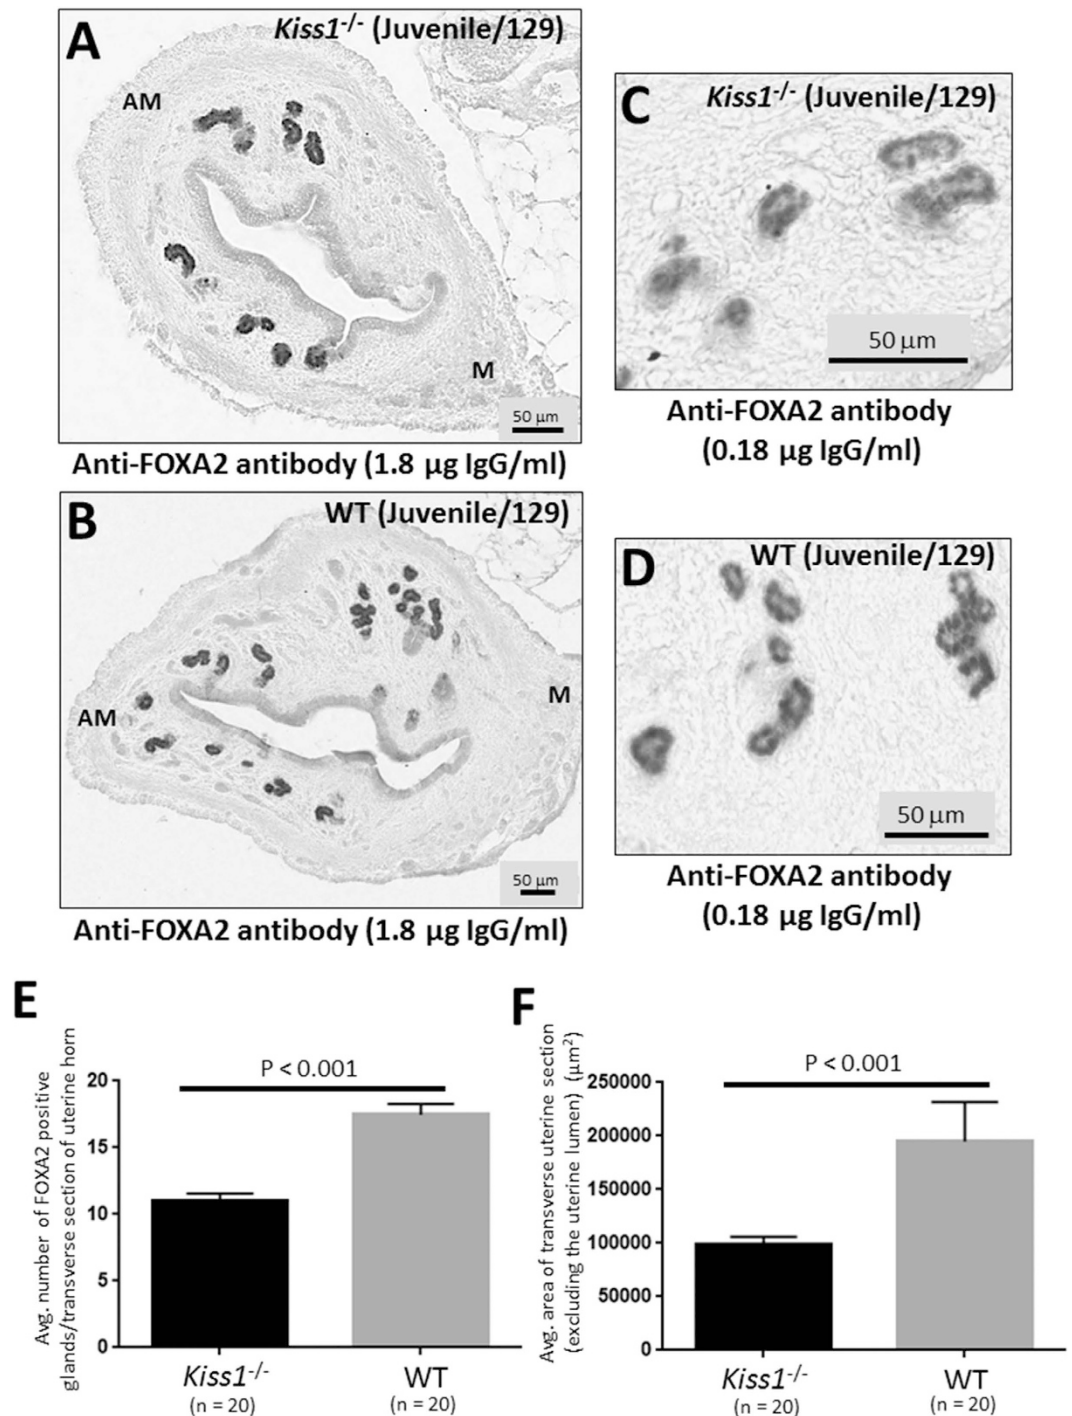 A
Kiss1-/- (Juvenile/129)
AM
M
50 µm
Anti-FOXA2 antibody (1.8 µg IgG/ml)
B
WT (Juvenile/129)
AM
M
50 µm
Anti-FOXA2 antibody (1.8 µg IgG/ml)
C
Kiss1-/- (Juvenile/129)
50 µm
Anti-FOXA2 antibody
(0.18 µg IgG/ml)
D
WT (Juvenile/129)
50 µm
Anti-FOXA2 antibody
(0.18 µg IgG/ml)
E
Avg. number of FOXA2 positive
glands/transverse section of uterine horn
P < 0.001
20
15
10
5
0
Kiss1-/-
(n = 20)
WT
(n = 20)
F
Avg. area of transverse uterine section
(excluding the uterine lumen) (µm²)
P < 0.001
250000
200000
150000
100000
50000
0
Kiss1-/-
(n = 20)
WT
(n = 20)